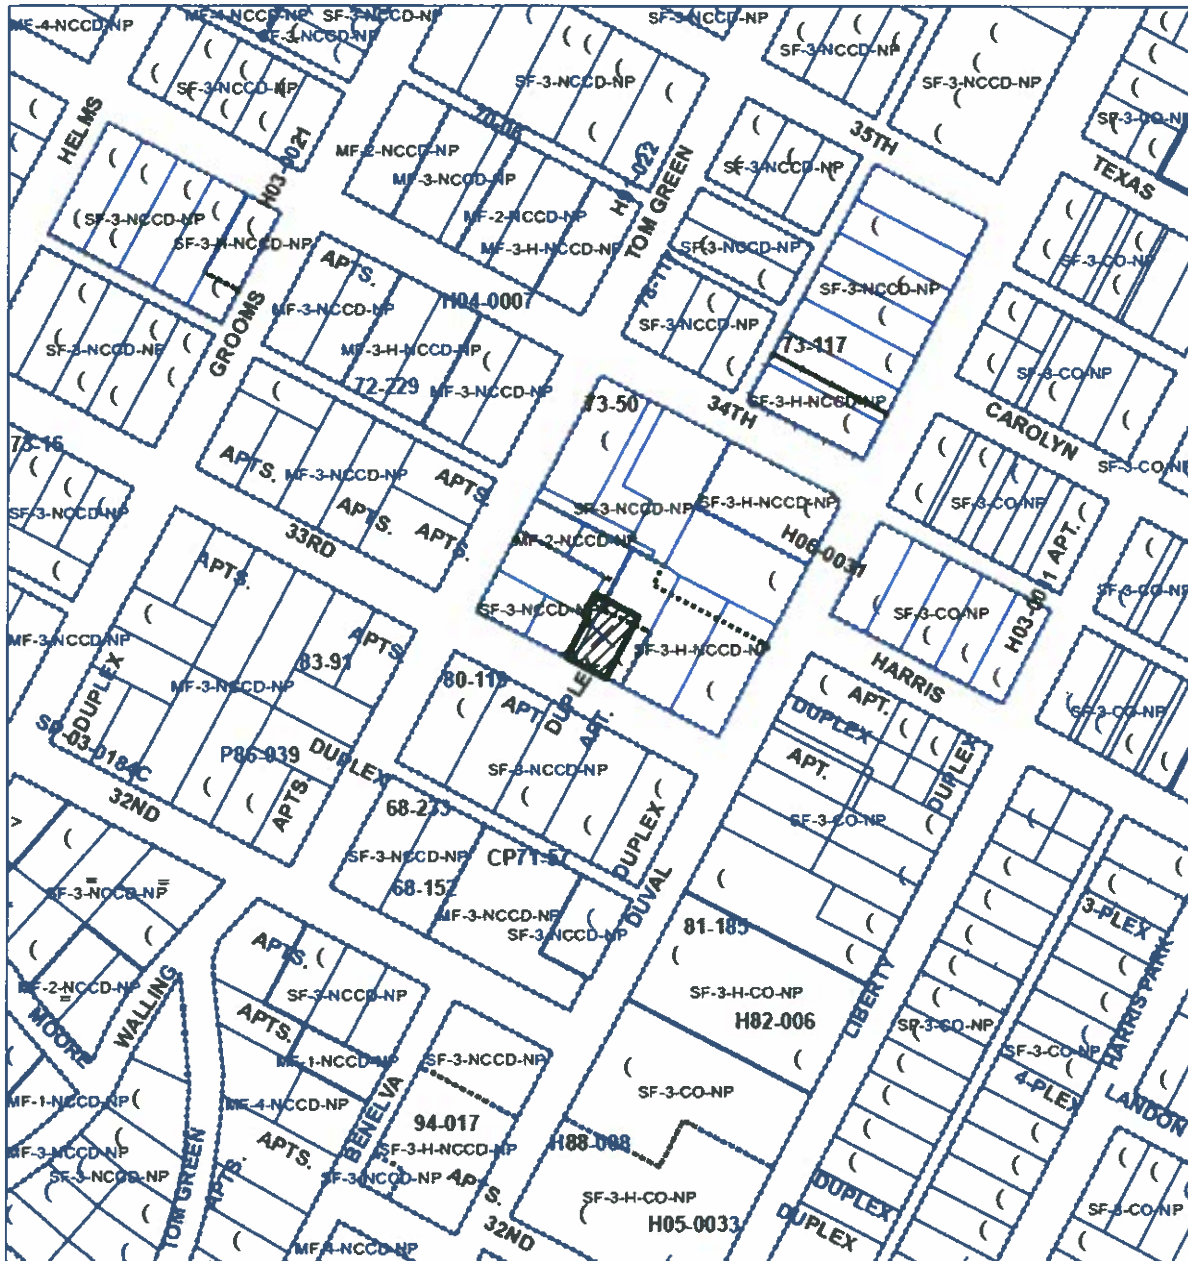 MF-4-NCCD-NP
MF-4-NCCD-NP
SF-3-NCCD-NP
SF-3-NCCD-NP
SF-3-NCCD-NP
SF-3-NCCD-NP
SF-3-NCCD-NP
SF-3-NCCD-NP
SF-3-NCCD-NP
SF-3-CO-NP
HELMS
H03-0021
MF-2-NCCD-NP
MF-3-NCCD-NP
MF-2-NCCD-NP
MF-3-H-NCCD-NP
TOM GREEN
35TH
TEXAS
SF-3-NCCD-NP
SF-3-NCCD-NP
SF-3-H-NCCD-NP
SF-3-NCCD-NP
SF-3-NCCD-NP
SF-3-CO-NP
APTS.
H04-0007
MF-3-NCCD-NP
SF-3-NCCD-NP
GROOMS
SF-3-NCCD-NP
MF-3-H-NCCD-NP
73-117
72-229
MF-3-NCCD-NP
SF-3-CO-NP
73-50
34TH
SF-3-H-NCCD-NP
CAROLYN
73-16
APTS.
MF-3-NCCD-NP
APTS.
SF-3-CO-NP
SF-3-NCCD-NP
APTS.
APTS.
SF-3-NCCD-NP
SF-3-H-NCCD-NP
SF-3-CO-NP
APT.
33RD
MF-2-NCCD-NP
H06-0031
APTS.
SF-3-CO-NP
SF-3-NCCD-NP
SF-3-CO-NP
H03-0011
MF-3-NCCD-NP
APTS.
83-91
SF-3-H-NCCD-NP
HARRIS
DUPLEX
MF-3-NCCD-NP
80-118
APT.
DUPLEX
APT.
APT.
DUPLEX
SF-3-CO-NP
SP-03-0184C
P86-039
DUPLEX
SF-3-NCCD-NP
APT.
DUPLEX
32ND
APTS.
68-233
DUPLEX
SF-3-CO-NP
SF-3-NCCD-NP
CP71-57
68-152
SF-3-NCCD-NP
MF-3-NCCD-NP
SF-3-NCCD-NP
DUVAL
81-185
3-PLEX
APTS.
MF-2-NCCD-NP
WALLING
SF-3-NCCD-NP
SF-3-H-CO-NP
MOORE
APTS.
H82-006
LIBERTY
SF-3-CO-NP
HARRIS PARK
MF-1-NCCD-NP
SF-3-NCCD-NP
SF-3-CO-NP
MF-1-NCCD-NP
MF-4-NCCD-NP
BENELVA
94-017
SF-3-CO-NP
4-PLEX
LANDON
MF-3-NCCD-NP
SF-3-NCCD-NP
APTS.
SF-3-H-NCCD-NP
H88-008
TOM GREEN
APTS.
SF-3-NCCD-NP
APTS.
SF-3-H-CO-NP
DUPLEX
SF-3-CO-NP
32ND
H05-0033
DUPLEX
MF-4-NCCD-NP